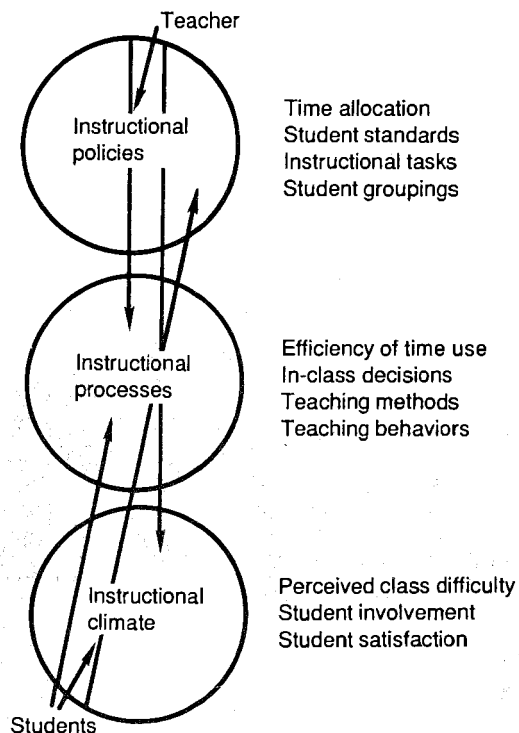 Teacher
Instructional
policies
Time allocation
Student standards
Instructional tasks
Student groupings
Instructional
processes
Efficiency of time use
In-class decisions
Teaching methods
Teaching behaviors
Instructional
climate
Perceived class difficulty
Student involvement
Student satisfaction
Students